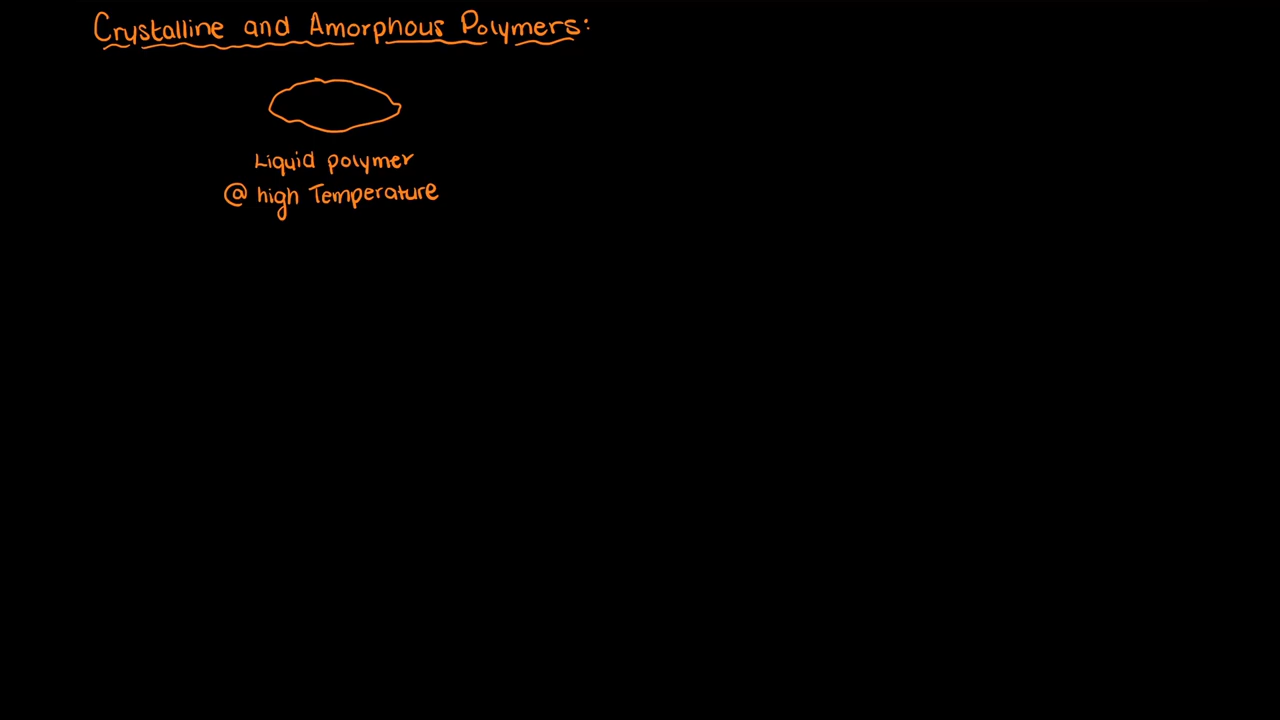 Crystalline and Amorphous Polymers:
Liquid polymer
@ high Temperature